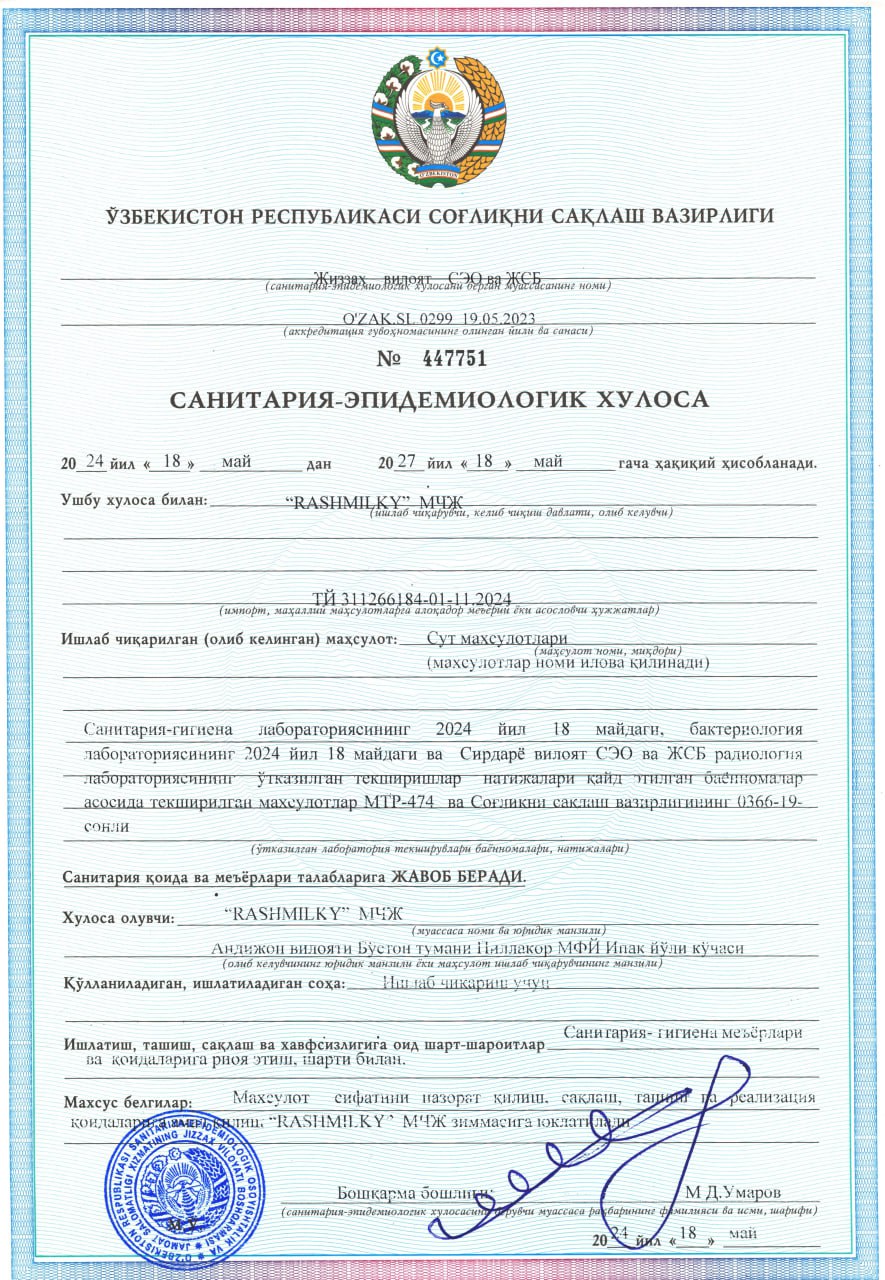 O'ZBEKISTON
ЎЗБЕКИСТОН РЕСПУБЛИКАСИ СОҒЛИҚНИ САҚЛАШ ВАЗИРЛИГИ
Жиззах вилоят СЭО ва ЖСБ
(санитария-эпидемиологик хулосани берган муассасанинг номи)
O'ZAK.SL 0299 19.05.2023
(аккредитация гувоҳномасининг олинган йили ва санаси)
№ 447751
САНИТАРИЯ-ЭПИДЕМИОЛОГИК ХУЛОСА
20 24 йил « 18 » май дан 20 27 йил « 18 » май гача ҳақиқий ҳисобланади.
Ушбу хулоса билан: “RASHMILKY” МЧЖ
(ишлаб чиқарувчи, келиб чиқиш давлати, олиб келувчи)
ТЙ 311266184-01-11.2024
(импорт, маҳаллий маҳсулотларга алоқадор меъёрий ёки асословчи ҳужжатлар)
Ишлаб чиқарилган (олиб келинган) маҳсулот: Сут махсулотлари
(маҳсулот номи, миқдори)
(махсулотлар номи илова қилинади)
Санитария-гигиена лабораториясининг 2024 йил 18 майдаги, бактериология
лабораториясининг 2024 йил 18 майдаги ва Сирдарё вилоят СЭО ва ЖСБ радиология
лабораториясининг ўтказилган текширишлар натижалари қайд этилган баённомалар
асосида текширилган махсулотлар МТР-474 ва Соғлиқни сақлаш вазирлигининг 0366-19-
сонли
(ўтказилган лаборатория текширувлари баённомалари, натижалари)
Санитария қоида ва меъёрлари талабларига ЖАВОБ БЕРАДИ.
Хулоса олувчи: “RASHMILKY” МЧЖ
(муассаса номи ва юридик манзили)
Андижон вилояти Бўстон тумани Пиллакор МФЙ Ипак йўли кўчаси
(олиб келувчининг юридик манзили ёки маҳсулот ишлаб чиқарувчининг манзили)
Қўлланиладиган, ишлатиладиган соҳа: Ишлаб чиқариш учун
Ишлатиш, ташиш, сақлаш ва хавфсизлигига оид шарт-шароитлар Санитария- гигиена меъёрлари
ва қоидаларига риоя этиш, шарти билан.
Махсус белгилар: Махсулот сифатини назорат қилиш, сақлаш, ташиш ва реализация
қоидаларига қилиш, “RASHMILKY” МЧЖ зиммасига юклатилади
O'ZBEKISTON RESPUBLIKASI SANITARIYA-EPIDEMIOLOGIK OSOYISHTALIK VA
JAMOAT SALOMATLIGI XIZMATINING JIZZAX VILOYATI BOSHQARMASI
М.Ў.
Бошқарма бошлиғи: М Д.Умаров
(санитария-эпидемиологик хулосасини берувчи муассаса раҳбарининг фамилияси ва исми, шарифи)
20 24 йил « 18 » май